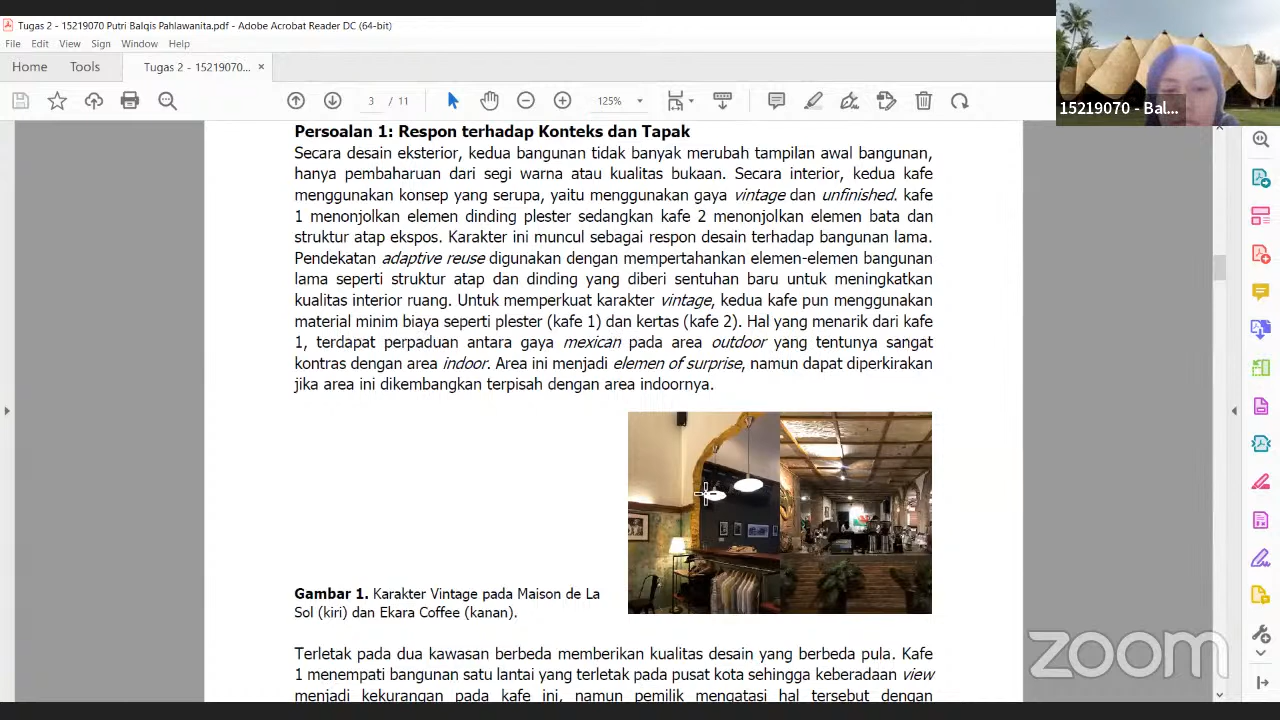 Tugas 2 - 15219070 Putri Balqis Pahlawanita.pdf - Adobe Acrobat Reader DC (64-bit)
File Edit View Sign Window Help
Home Tools Tugas 2 - 15219070... ×
3 / 11 125%
15219070 - Bal...
Persoalan 1: Respon terhadap Konteks dan Tapak
Secara desain eksterior, kedua bangunan tidak banyak merubah tampilan awal bangunan,
hanya pembaharuan dari segi warna atau kualitas bukaan. Secara interior, kedua kafe
menggunakan konsep yang serupa, yaitu menggunakan gaya vintage dan unfinished. kafe
1 menonjolkan elemen dinding plester sedangkan kafe 2 menonjolkan elemen bata dan
struktur atap ekspos. Karakter ini muncul sebagai respon desain terhadap bangunan lama.
Pendekatan adaptive reuse digunakan dengan mempertahankan elemen-elemen bangunan
lama seperti struktur atap dan dinding yang diberi sentuhan baru untuk meningkatkan
kualitas interior ruang. Untuk memperkuat karakter vintage, kedua kafe pun menggunakan
material minim biaya seperti plester (kafe 1) dan kertas (kafe 2). Hal yang menarik dari kafe
1, terdapat perpaduan antara gaya mexican pada area outdoor yang tentunya sangat
kontras dengan area indoor. Area ini menjadi elemen of surprise, namun dapat diperkirakan
jika area ini dikembangkan terpisah dengan area indoornya.
Gambar 1. Karakter Vintage pada Maison de La
Sol (kiri) dan Ekara Coffee (kanan).
Terletak pada dua kawasan berbeda memberikan kualitas desain yang berbeda pula. Kafe
1 menempati bangunan satu lantai yang terletak pada pusat kota sehingga keberadaan view
menjadi kekurangan pada kafe ini, namun pemilik mengatasi hal tersebut dengan
zoom